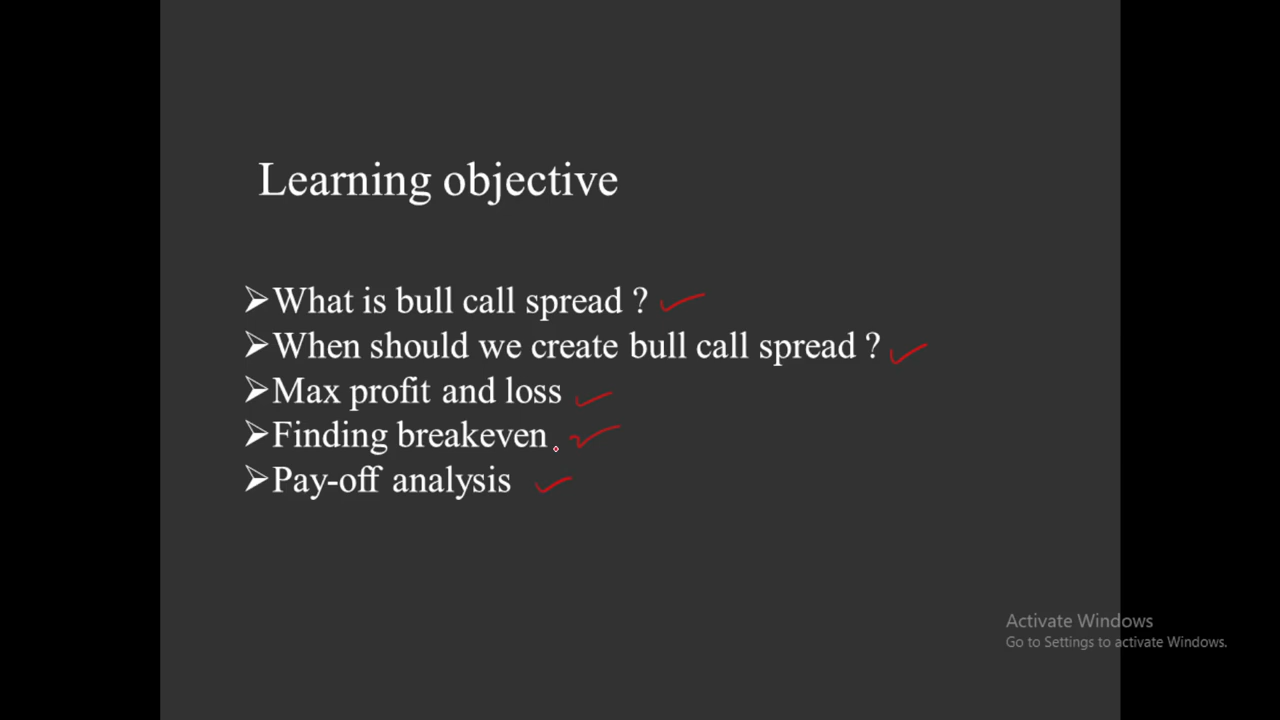 Learning objective
➢What is bull call spread ?
➢When should we create bull call spread ?
➢Max profit and loss
➢Finding breakeven
➢Pay-off analysis
Activate Windows
Go to Settings to activate Windows.